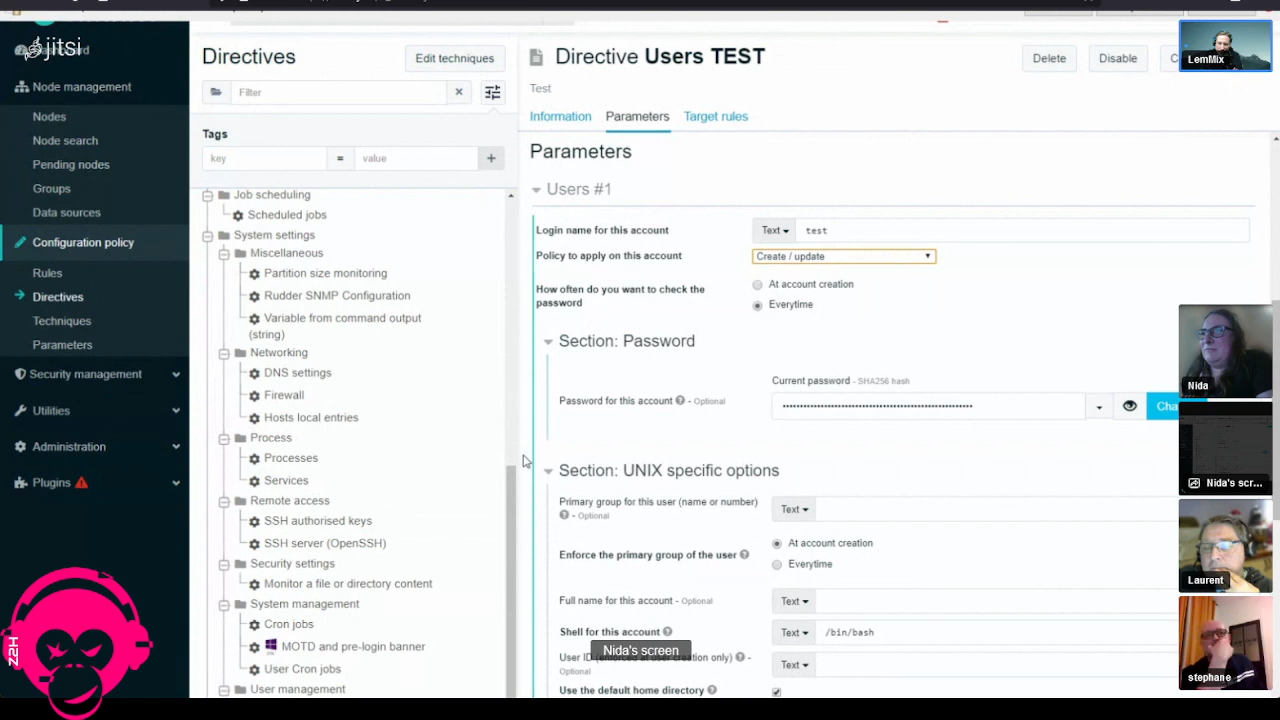 jitsi
Node management
Nodes
Node search
Pending nodes
Groups
Data sources
Configuration policy
Rules
Directives
Techniques
Parameters
Security management
Utilities
Administration
Plugins
Z2H
Directives
Edit techniques
Filter
Tags
key
=
value
+
Job scheduling
Scheduled jobs
System settings
Miscellaneous
Partition size monitoring
Rudder SNMP Configuration
Variable from command output
(string)
Networking
DNS settings
Firewall
Hosts local entries
Process
Processes
Services
Remote access
SSH authorised keys
SSH server (OpenSSH)
Security settings
Monitor a file or directory content
System management
Cron jobs
MOTD and pre-login banner
User Cron jobs
User management
Directive Users TEST
Delete
Disable
C
Test
Information
Parameters
Target rules
Parameters
Users #1
Login name for this account
Text
test
Policy to apply on this account
Create / update
How often do you want to check the
password
At account creation
Everytime
Section: Password
Current password - SHA256 hash
Password for this account - Optional
Cha
Section: UNIX specific options
Primary group for this user (name or number)
- Optional
Text
Enforce the primary group of the user
At account creation
Everytime
Full name for this account - Optional
Text
Shell for this account
Text
/bin/bash
Nida's screen
User ID (enforced at user creation only) -
Optional
Text
Use the default home directory
LemMix
Nida
Nida's scr...
Laurent
stephane